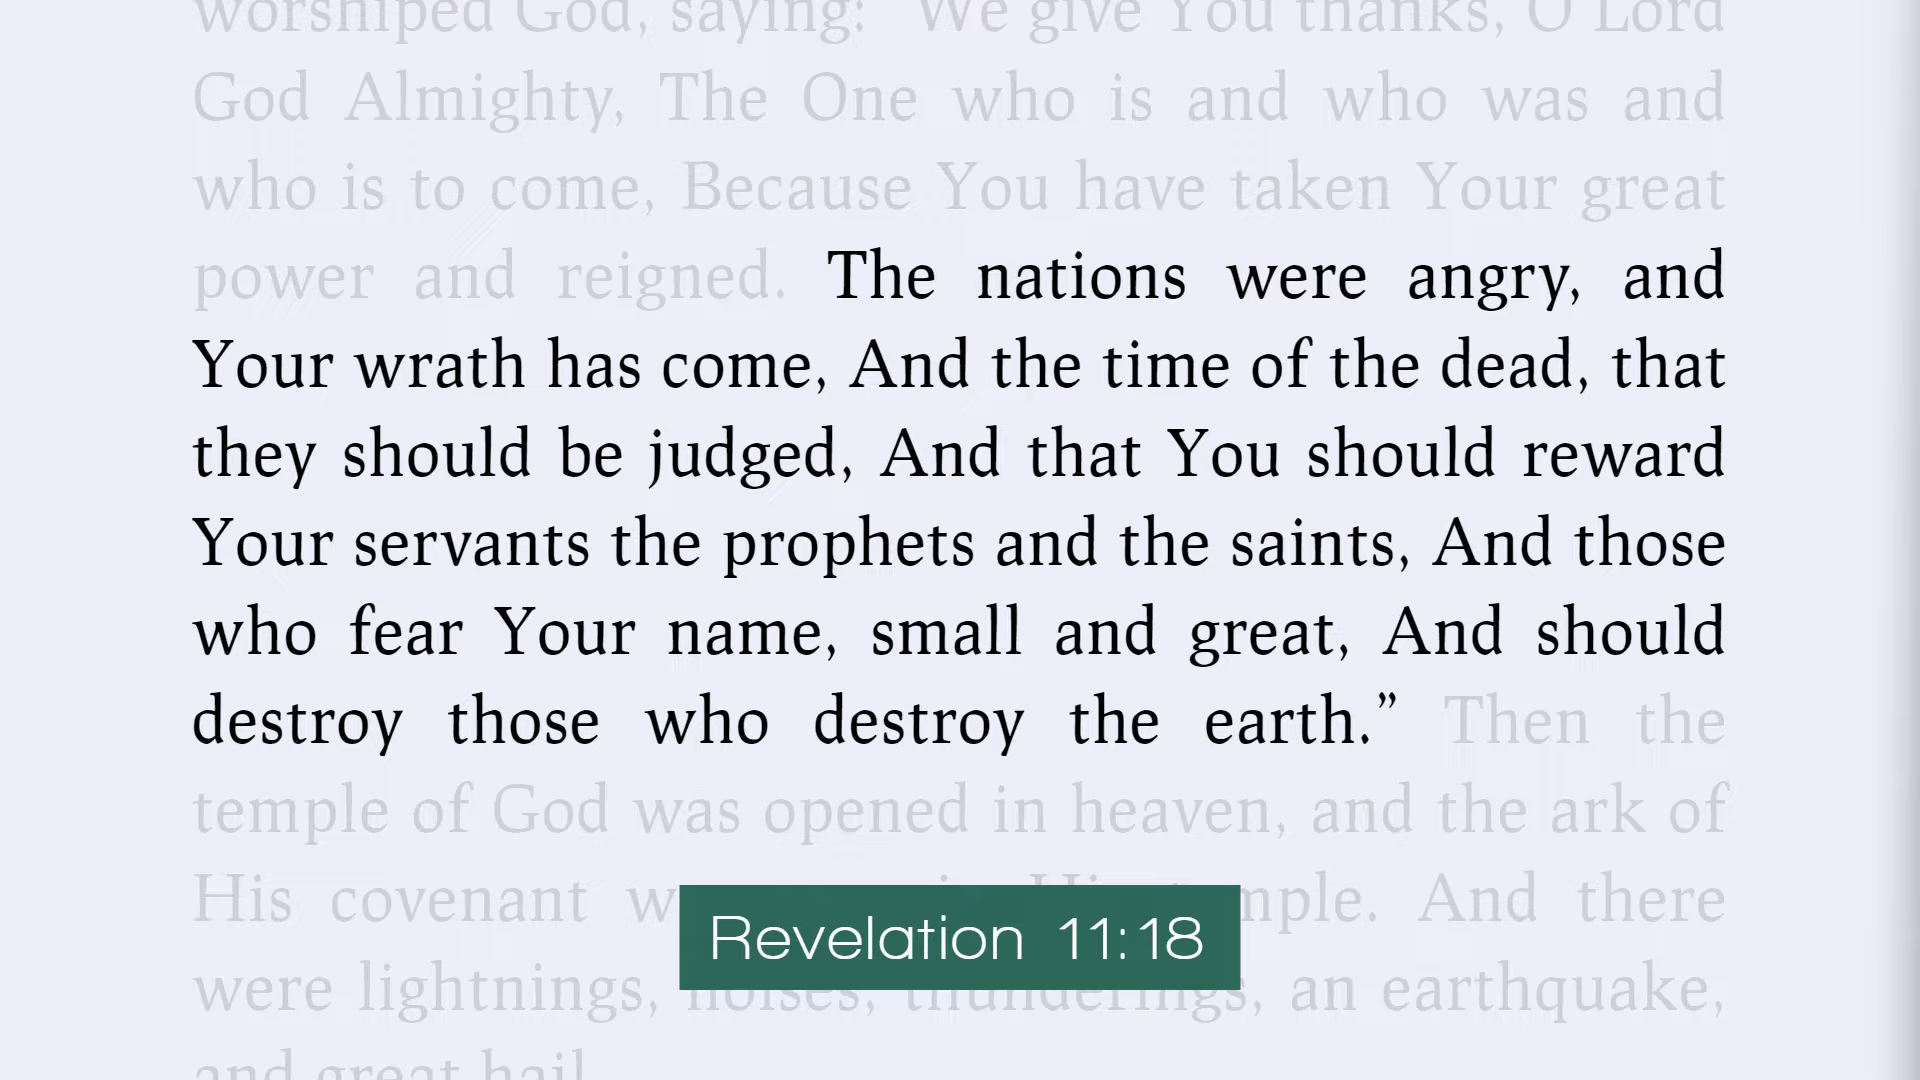 worshiped God, saying: “We give You thanks, O Lord
God Almighty, The One who is and who was and
who is to come, Because You have taken Your great
power and reigned. The nations were angry, and
Your wrath has come, And the time of the dead, that
they should be judged, And that You should reward
Your servants the prophets and the saints, And those
who fear Your name, small and great, And should
destroy those who destroy the earth.” Then the
temple of God was opened in heaven, and the ark of
His covenant
And there
Revelation 11:18
were lightnings, noises, thunderings, an earthquake,
and great hail.